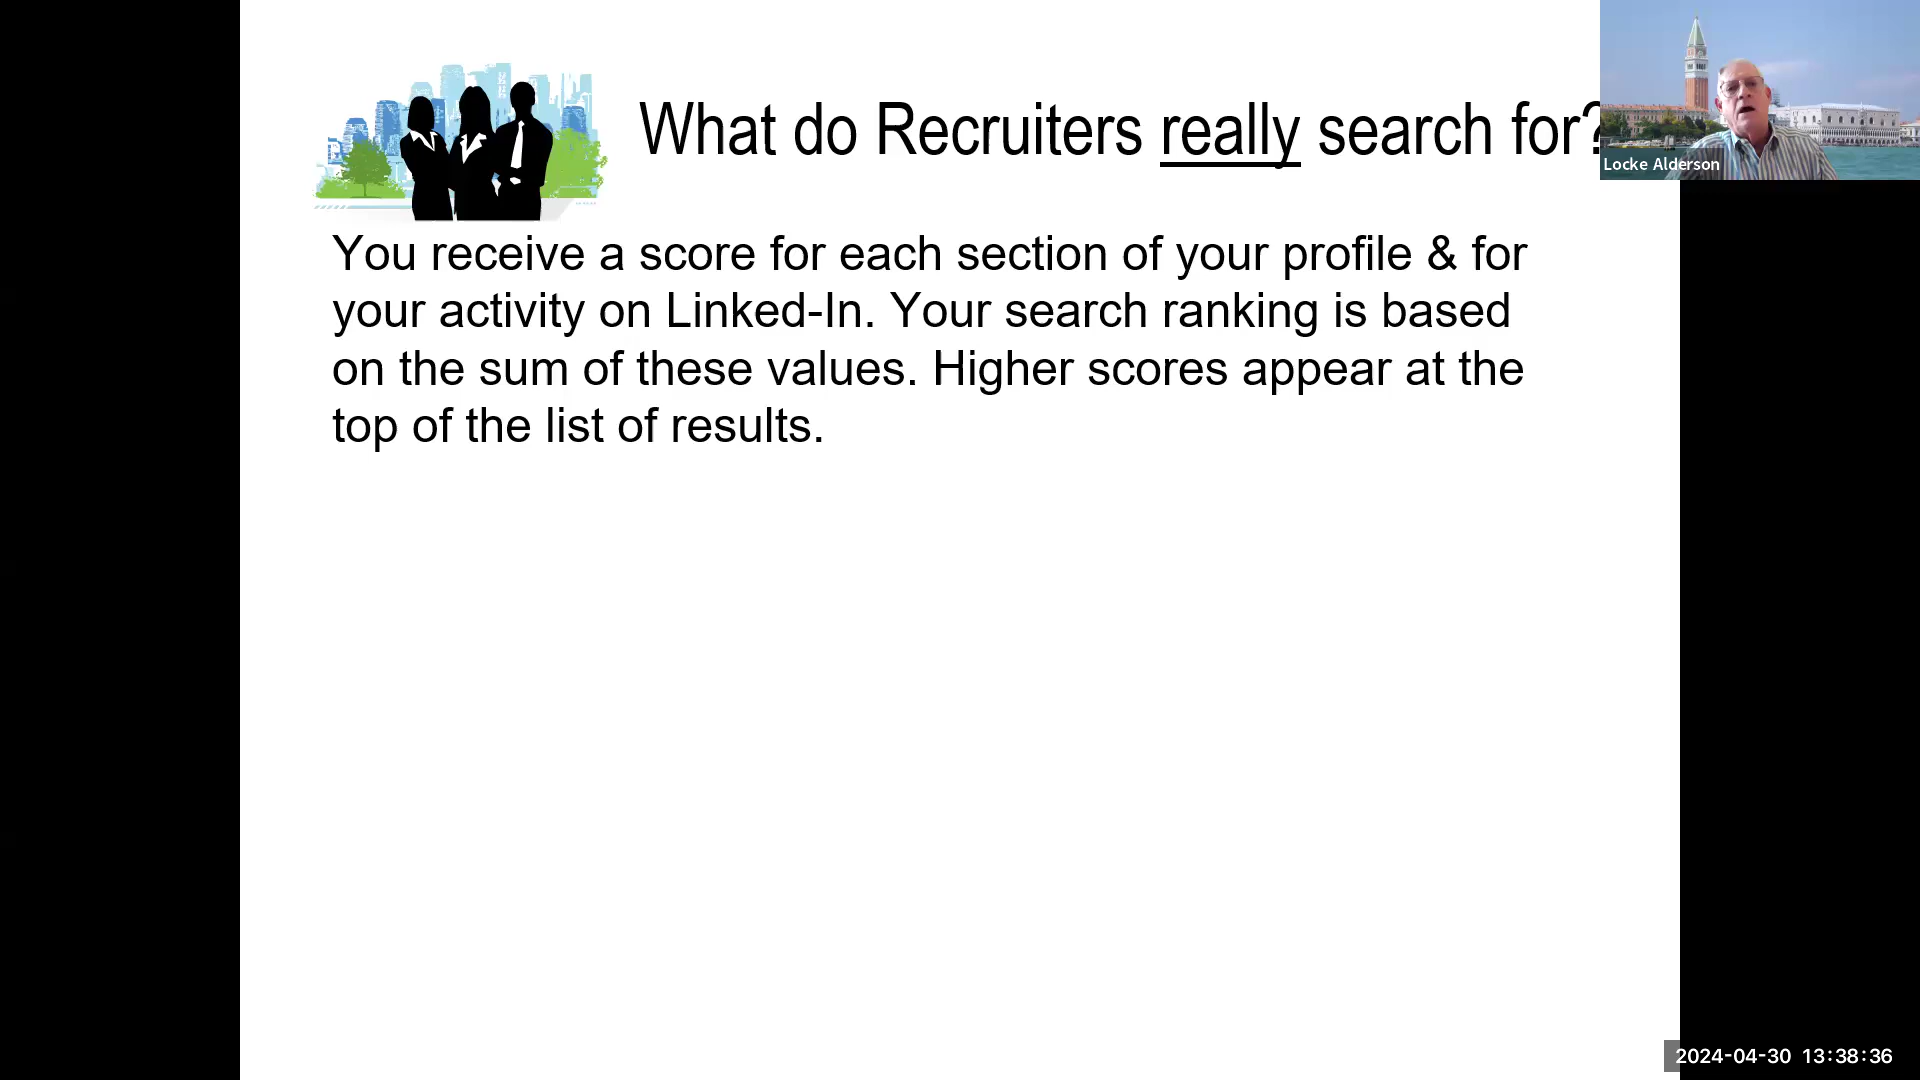 What do Recruiters really search for?
Locke Alderson
You receive a score for each section of your profile & for
your activity on Linked-In. Your search ranking is based
on the sum of these values. Higher scores appear at the
top of the list of results.
2024-04-30 13:38:36